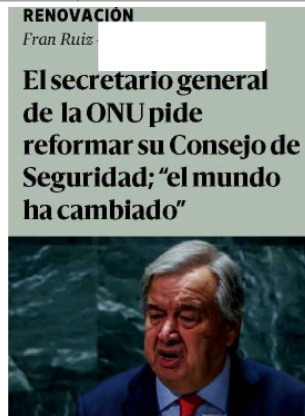 RENOVACIÓN
Fran Ruiz
El secretario general
de la ONU pide
reformar su Consejo de
Seguridad; “el mundo
ha cambiado”